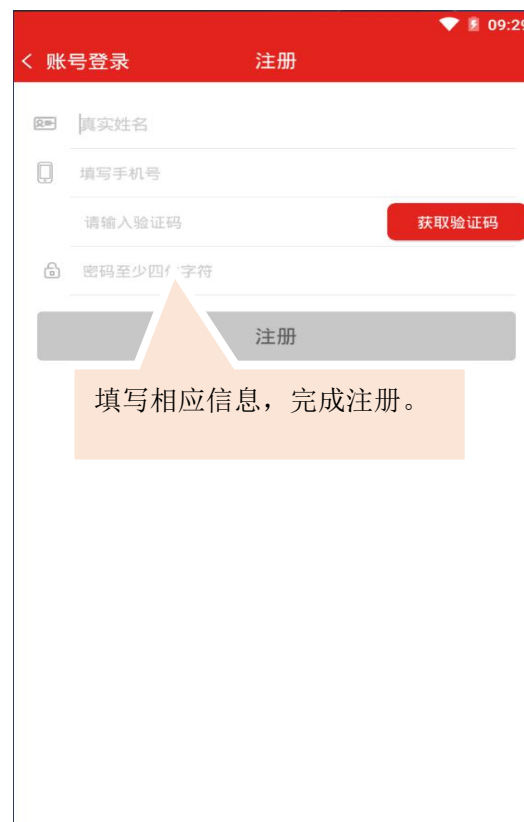 09:29
账号登录 注册
真实姓名
填写手机号
请输入验证码 获取验证码
密码至少四位字符
注册
填写相应信息，完成注册。